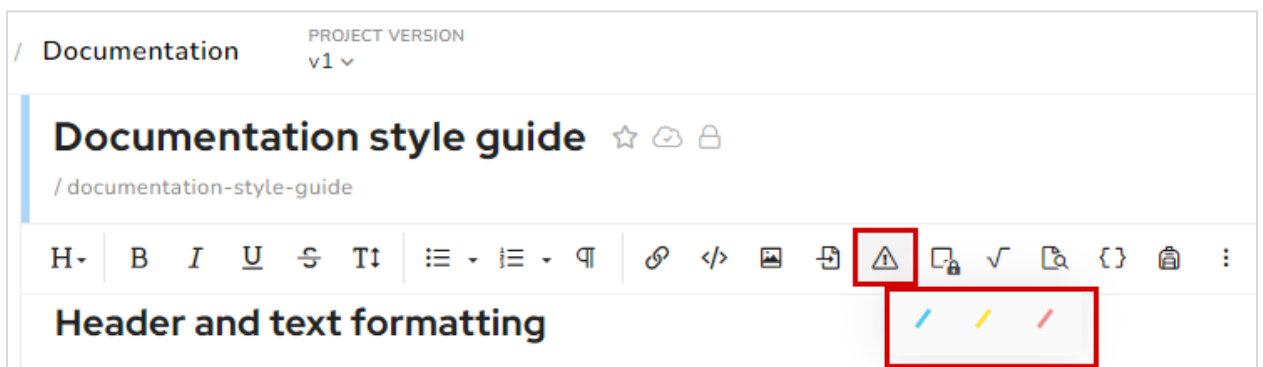 / Documentation
PROJECT VERSION
v1
Documentation style guide
/ documentation-style-guide
H B I U S T </> √ {}
Header and text formatting